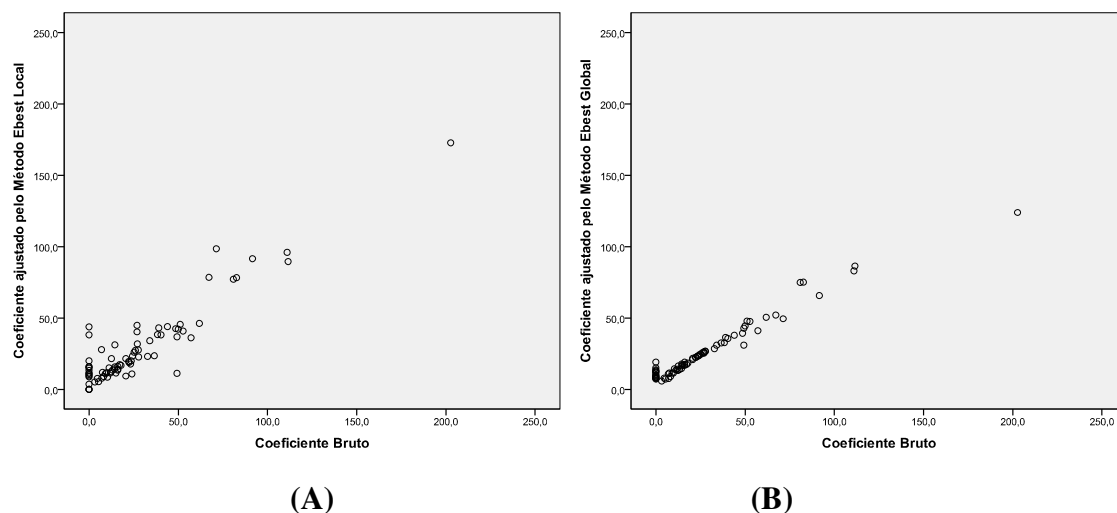 Coeficiente ajustado pelo Método Ebest Local
250,0
200,0
150,0
100,0
50,0
0,0
0,0 50,0 100,0 150,0 200,0 250,0
Coeficiente Bruto
(A)
Coeficiente ajustado pelo Método Ebest Global
250,0
200,0
150,0
100,0
50,0
0,0
0,0 50,0 100,0 150,0 200,0 250,0
Coeficiente Bruto
(B)